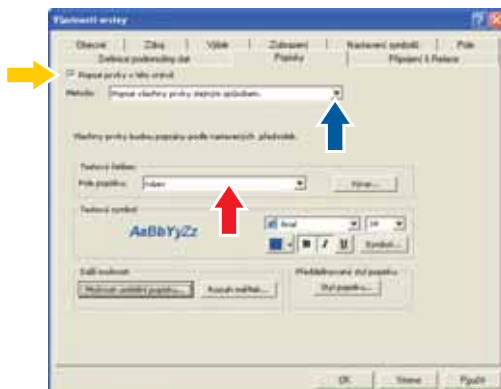 Vlastnosti vrstvy
Obecné Zdroj Výběr Zobrazení Nastavení symbolů Pole
Definice podmnožiny dat Popisky Připojení & Relace
Popsat prvky v této vrstvě
Metoda: Popsat všechny prvky stejným způsobem.
Všechny prvky budou popsány podle nastavených předvoleb.
Textový řetězec
Pole popisku: Výraz...
Textový symbol
AaBbYyZz
Arial
B I U Symbol...
Další možnosti Předdefinovaný styl popisku
Možnosti umístění popisku... Rozsah měřítek... Styl popisku...
OK Storno Použít